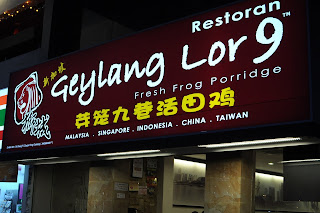 Restoran
新加坡
Geylang Lor 9™
Fresh Frog Porridge
芽笼九巷活田鸡
MALAYSIA . SINGAPORE . INDONESIA . CHINA . TAIWAN